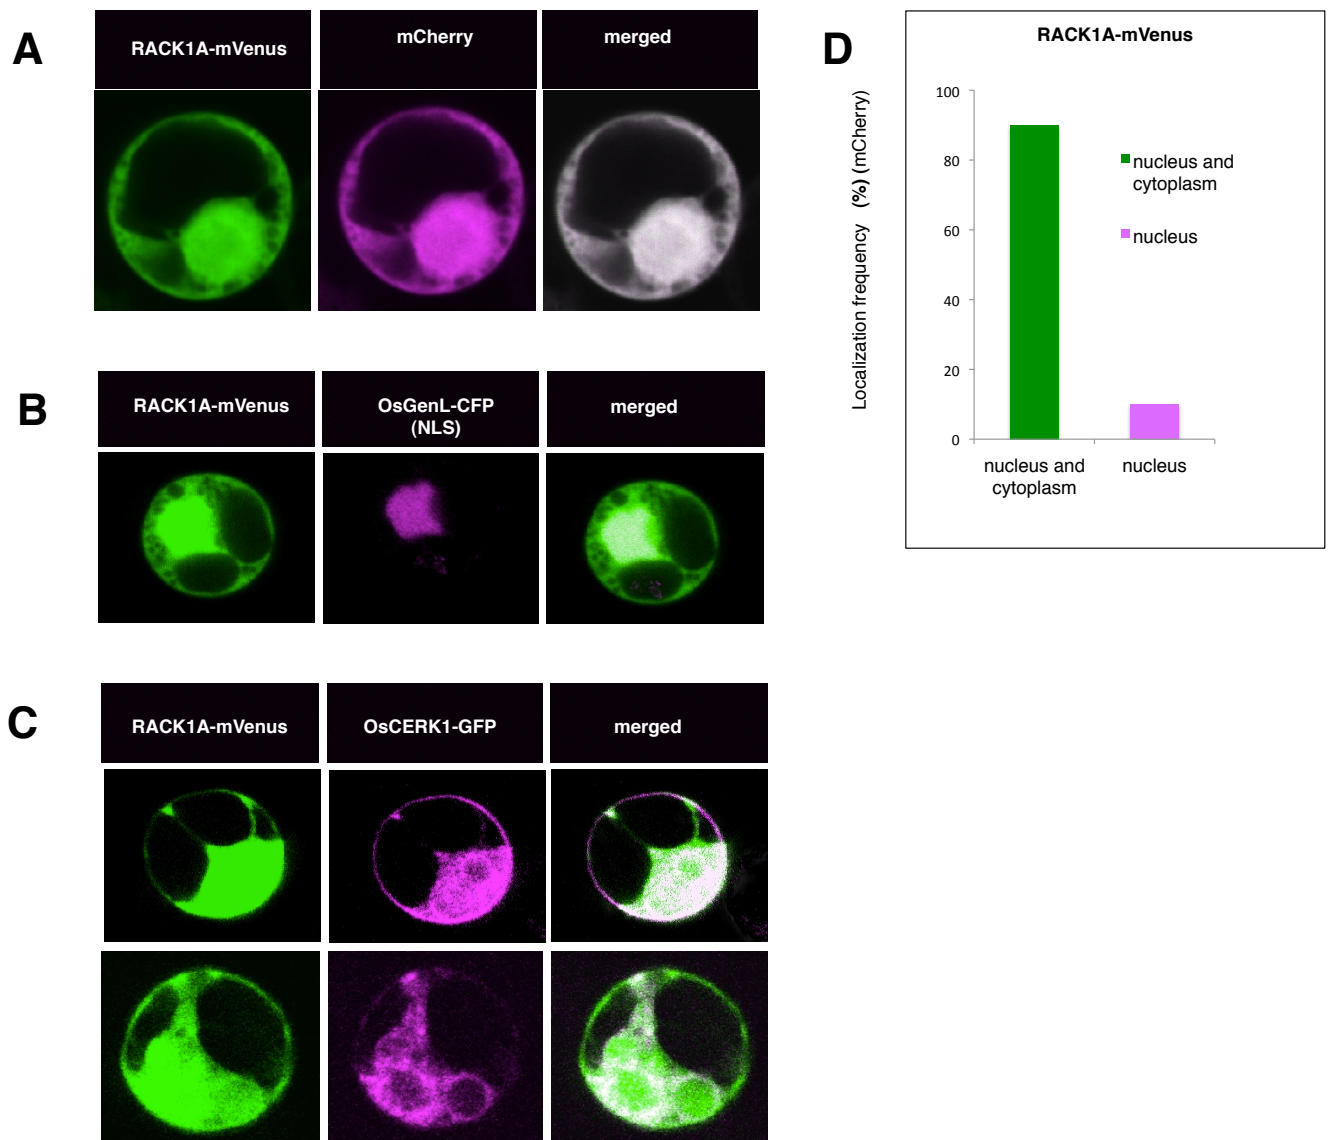 A
RACK1A-mVenus
mCherry
merged
B
RACK1A-mVenus
OsGenL-CFP
(NLS)
merged
C
RACK1A-mVenus
OsCERK1-GFP
merged
D
RACK1A-mVenus
Localization frequency (%) (mCherry)
100
80
60
40
20
0
nucleus and
cytoplasm
nucleus
nucleus and
cytoplasm
nucleus